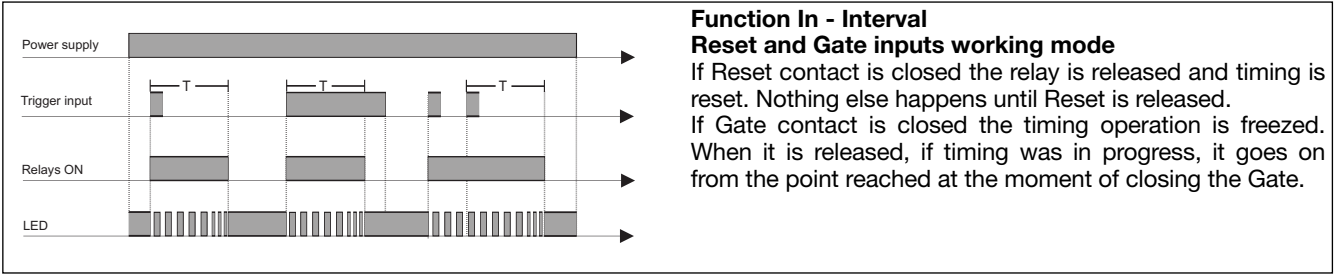 Function In - Interval
Reset and Gate inputs working mode
If Reset contact is closed the relay is released and timing is
reset. Nothing else happens until Reset is released.
If Gate contact is closed the timing operation is freezed.
When it is released, if timing was in progress, it goes on
from the point reached at the moment of closing the Gate.
Power supply
T
T
T
Trigger input
Relays ON
LED